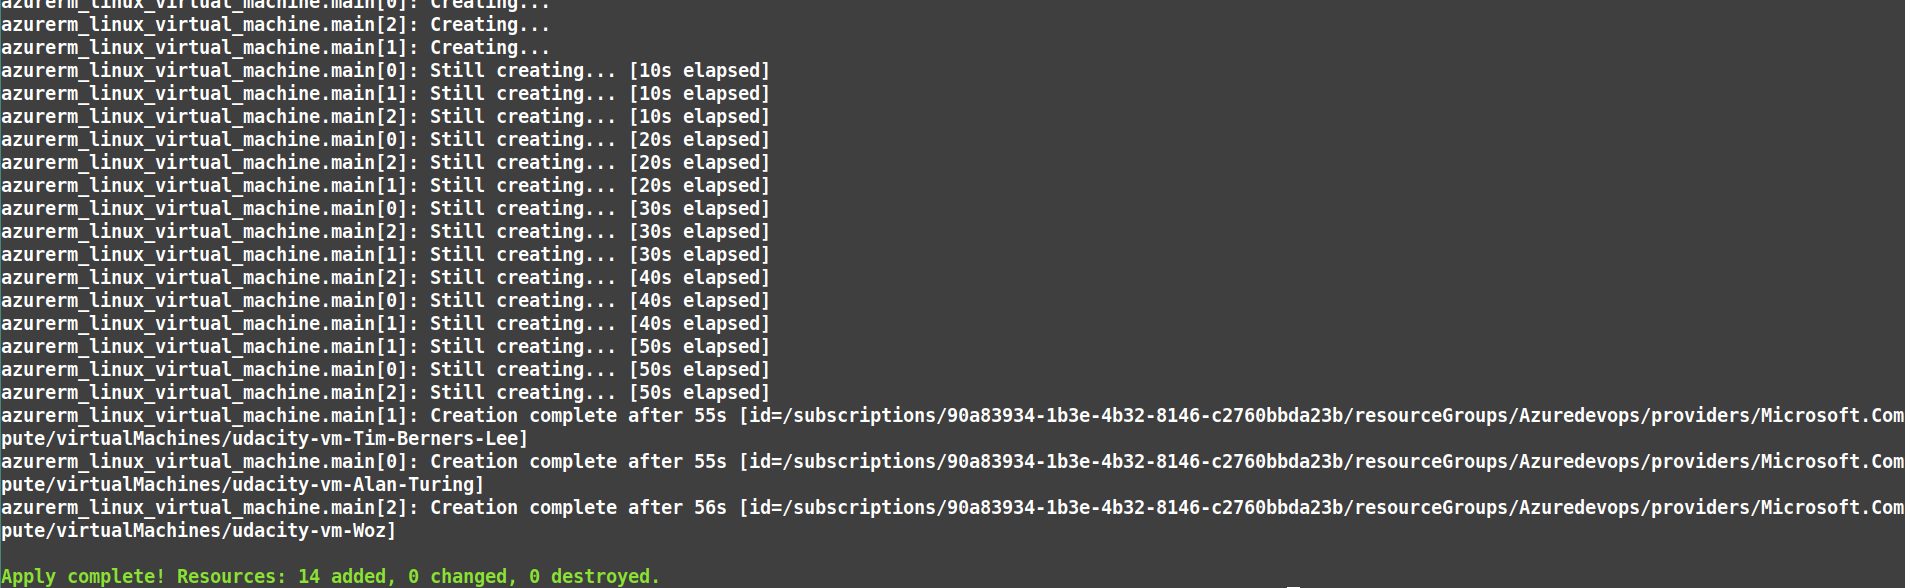 azurerm_linux_virtual_machine.main[0]: Creating...
azurerm_linux_virtual_machine.main[2]: Creating...
azurerm_linux_virtual_machine.main[1]: Creating...
azurerm_linux_virtual_machine.main[0]: Still creating... [10s elapsed]
azurerm_linux_virtual_machine.main[1]: Still creating... [10s elapsed]
azurerm_linux_virtual_machine.main[2]: Still creating... [10s elapsed]
azurerm_linux_virtual_machine.main[0]: Still creating... [20s elapsed]
azurerm_linux_virtual_machine.main[2]: Still creating... [20s elapsed]
azurerm_linux_virtual_machine.main[1]: Still creating... [20s elapsed]
azurerm_linux_virtual_machine.main[0]: Still creating... [30s elapsed]
azurerm_linux_virtual_machine.main[2]: Still creating... [30s elapsed]
azurerm_linux_virtual_machine.main[1]: Still creating... [30s elapsed]
azurerm_linux_virtual_machine.main[2]: Still creating... [40s elapsed]
azurerm_linux_virtual_machine.main[0]: Still creating... [40s elapsed]
azurerm_linux_virtual_machine.main[1]: Still creating... [40s elapsed]
azurerm_linux_virtual_machine.main[1]: Still creating... [50s elapsed]
azurerm_linux_virtual_machine.main[0]: Still creating... [50s elapsed]
azurerm_linux_virtual_machine.main[2]: Still creating... [50s elapsed]
azurerm_linux_virtual_machine.main[1]: Creation complete after 55s [id=/subscriptions/90a83934-1b3e-4b32-8146-c2760bbda23b/resourceGroups/Azuredevops/providers/Microsoft.Com
pute/virtualMachines/udacity-vm-Tim-Berners-Lee]
azurerm_linux_virtual_machine.main[0]: Creation complete after 55s [id=/subscriptions/90a83934-1b3e-4b32-8146-c2760bbda23b/resourceGroups/Azuredevops/providers/Microsoft.Com
pute/virtualMachines/udacity-vm-Alan-Turing]
azurerm_linux_virtual_machine.main[2]: Creation complete after 56s [id=/subscriptions/90a83934-1b3e-4b32-8146-c2760bbda23b/resourceGroups/Azuredevops/providers/Microsoft.Com
pute/virtualMachines/udacity-vm-Woz]
Apply complete! Resources: 14 added, 0 changed, 0 destroyed.